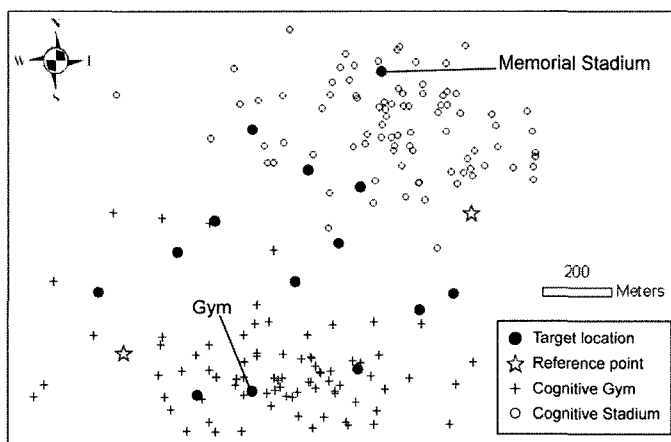 N
W
S
Memorial Stadium
Gym
200
Meters
Target location
Reference point
Cognitive Gym
Cognitive Stadium